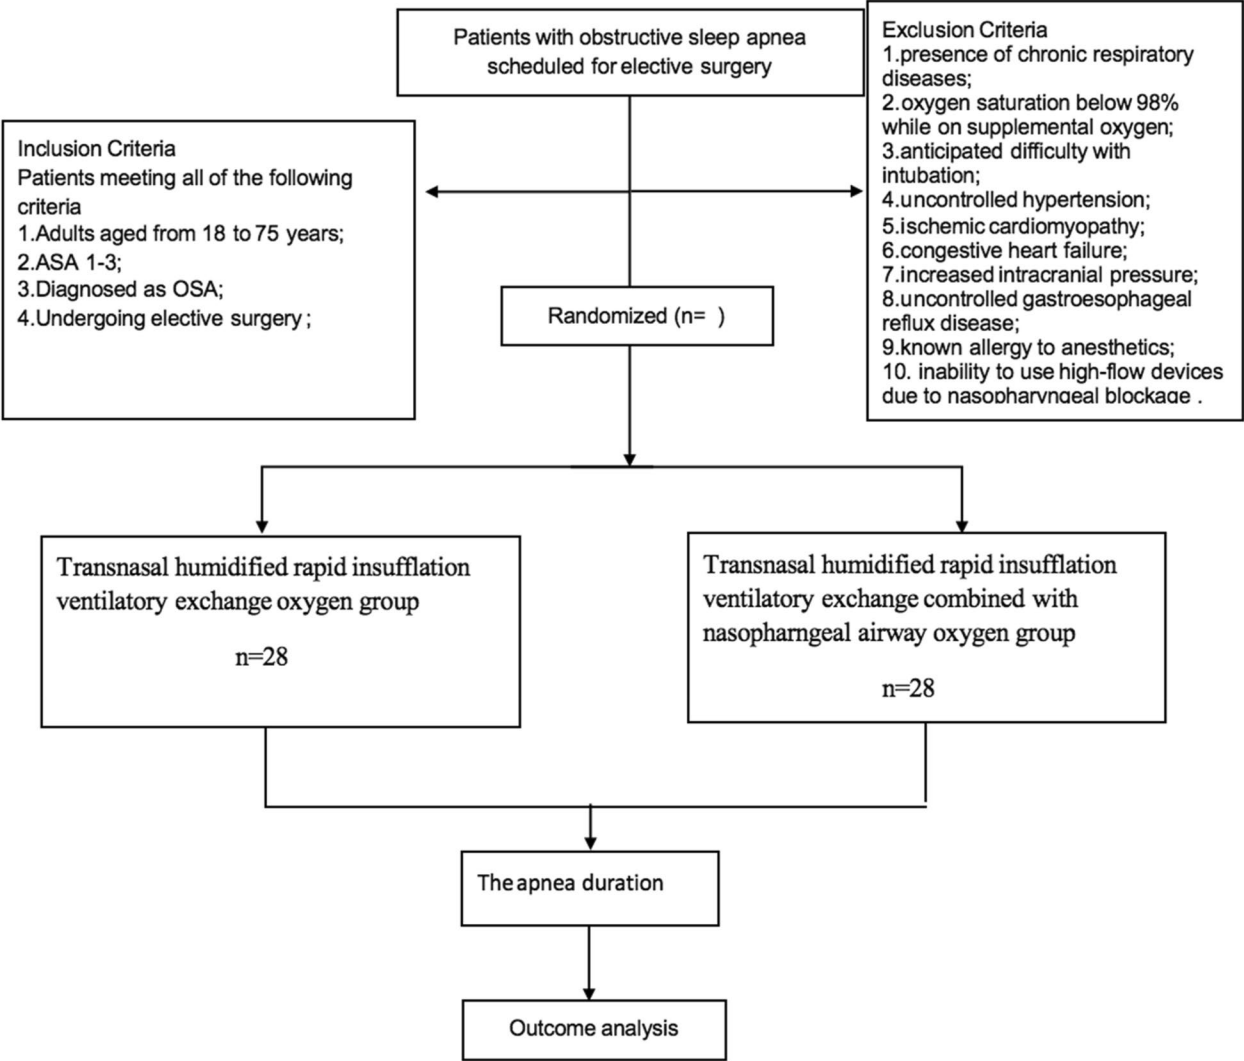 Patients with obstructive sleep apnea
scheduled for elective surgery
Exclusion Criteria
1.presence of chronic respiratory
diseases;
2.oxygen saturation below 98%
while on supplemental oxygen;
3.anticipated difficulty with
intubation;
4.uncontrolled hypertension;
5.ischemic cardiomyopathy;
6.congestive heart failure;
7.increased intracranial pressure;
8.uncontrolled gastroesophageal
reflux disease;
9.known allergy to anesthetics;
10. inability to use high-flow devices
due to nasopharyngeal blockage .
Inclusion Criteria
Patients meeting all of the following
criteria
1.Adults aged from 18 to 75 years;
2.ASA 1-3;
3.Diagnosed as OSA;
4.Undergoing elective surgery ;
Randomized (n= )
Transnasal humidified rapid insufflation
ventilatory exchange oxygen group
n=28
Transnasal humidified rapid insufflation
ventilatory exchange combined with
nasopharngeal airway oxygen group
n=28
The apnea duration
Outcome analysis